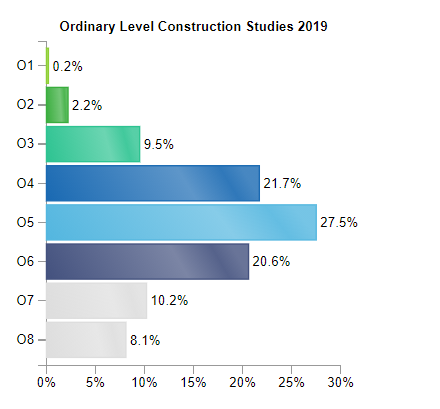 Ordinary Level Construction Studies 2019
O1 0.2%
O2 2.2%
O3 9.5%
O4 21.7%
O5 27.5%
O6 20.6%
O7 10.2%
O8 8.1%
0% 5% 10% 15% 20% 25% 30%